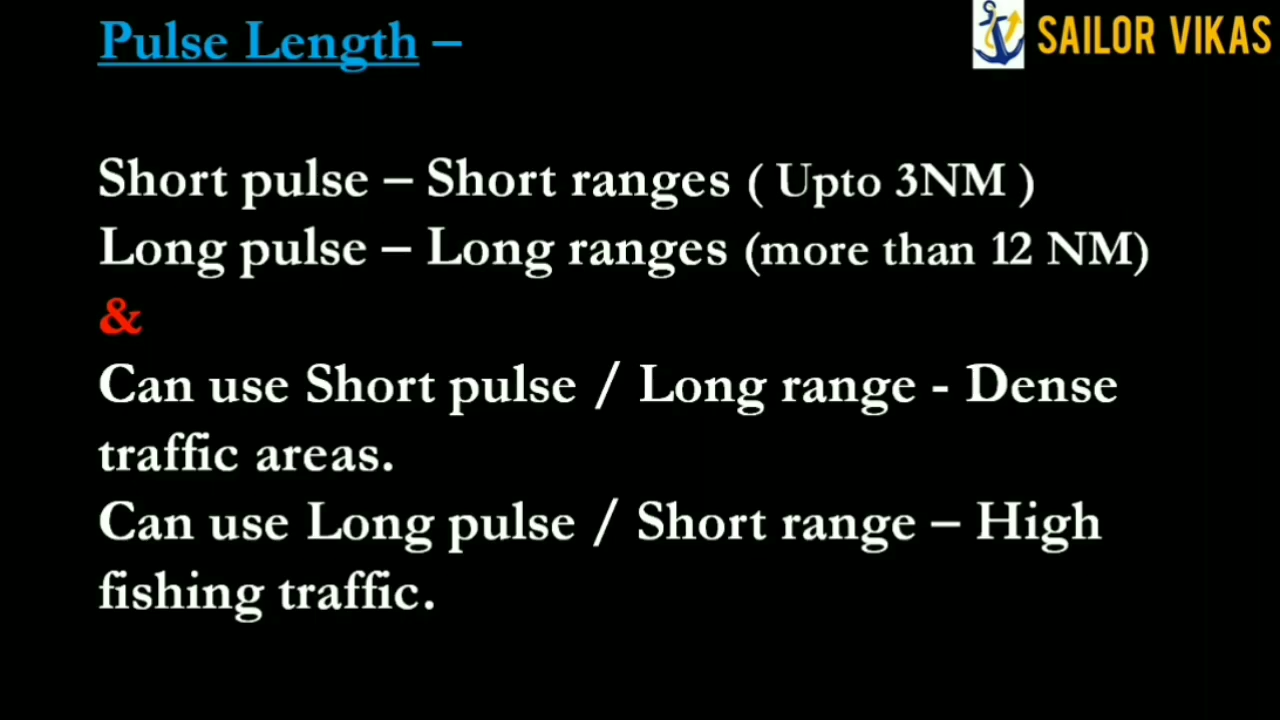 Pulse Length –
SAILOR VIKAS
Short pulse – Short ranges ( Upto 3NM )
Long pulse – Long ranges (more than 12 NM)
&
Can use Short pulse / Long range - Dense
traffic areas.
Can use Long pulse / Short range – High
fishing traffic.